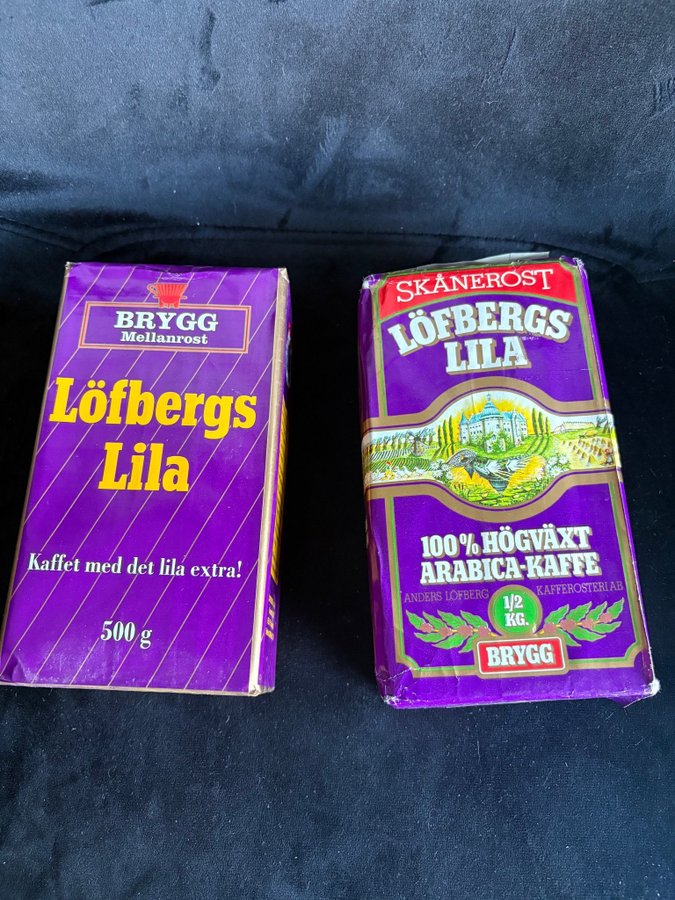 BRYGG
Mellanrost
Löfbergs
Lila
Kaffet med det lila extra!
500 g
SKÅNEROST
LÖFBERGS
LILA
100% HÖGVÄXT
ARABICA-KAFFE
ANDERS LÖFBERG KAFFEROSTERI AB
1/2
KG.
BRYGG